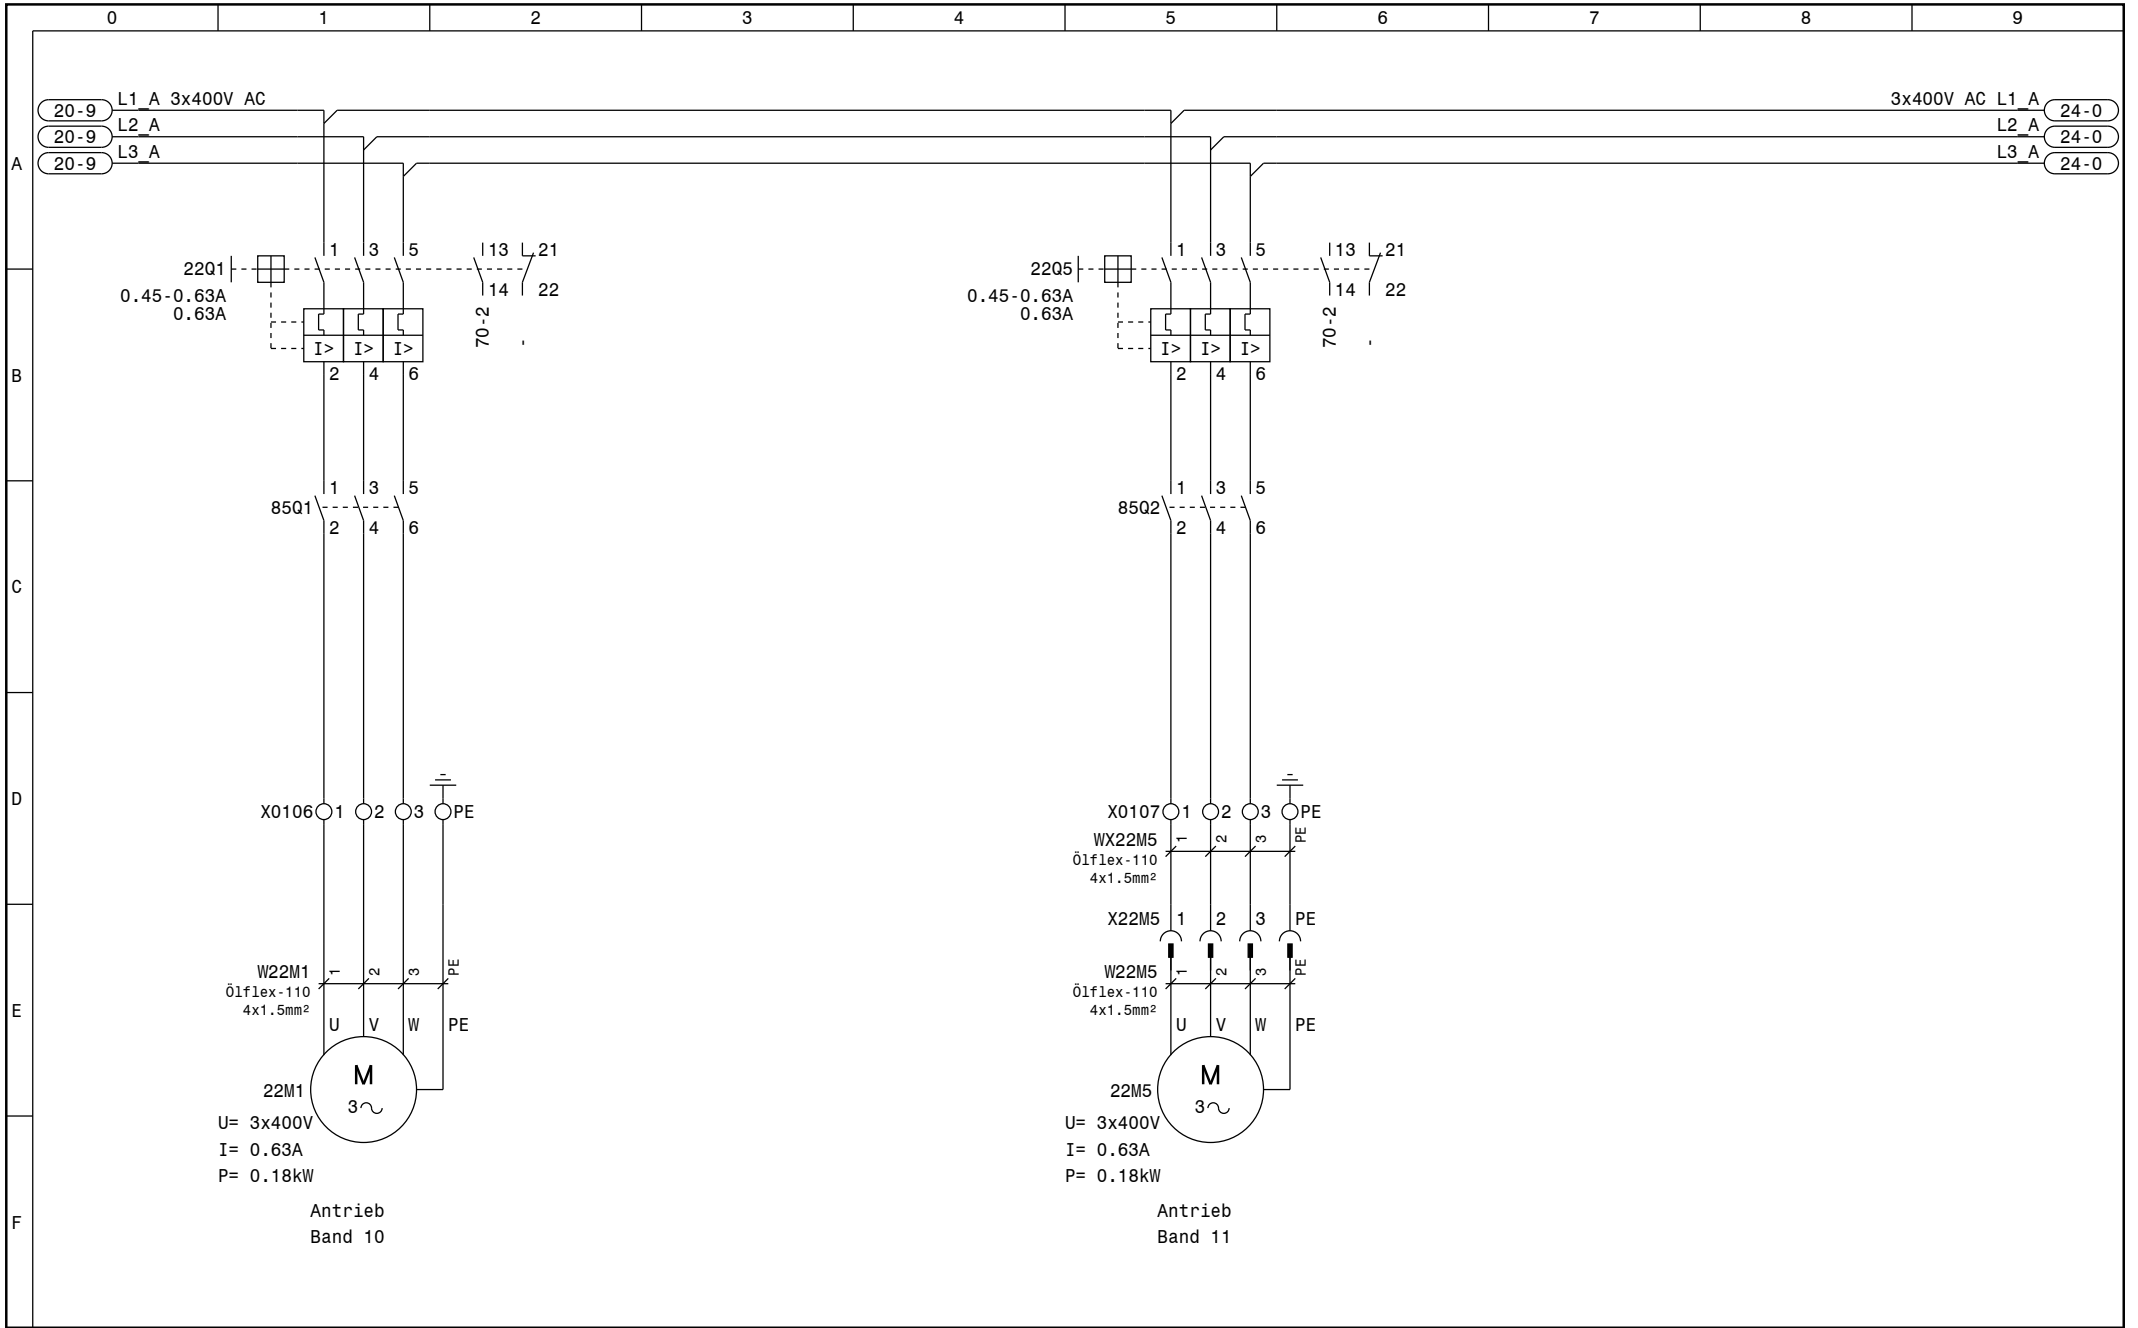 0 1 2 3 4 5 6 7 8 9
20-9 L1_A 3x400V AC 3x400V AC L1_A 24-0
20-9 L2_A L2_A 24-0
A 20-9 L3_A L3_A 24-0
1 3 5 13 21 1 3 5 13 21
22Q1 22Q5
14 22 14 22
0.45-0.63A 0.45-0.63A
0.63A 70-2 0.63A 70-2
I> I> I> I> I> I>
B 2 4 6 2 4 6
1 3 5 1 3 5
85Q1 85Q2
2 4 6 2 4 6
C
D
X0106 1 2 3 PE X0107 1 2 3 PE
WX22M5 1 2 3 PE
Ölflex-110
4x1.5mm²
X22M5 1 2 3 PE
W22M1 1 2 3 PE W22M5 1 2 3 PE
Ölflex-110 Ölflex-110
E 4x1.5mm² 4x1.5mm²
U V W PE U V W PE
M M
22M1 22M5
3 3
U= 3x400V U= 3x400V
I= 0.63A I= 0.63A
P= 0.18kW P= 0.18kW
F Antrieb Antrieb
Band 10 Band 11